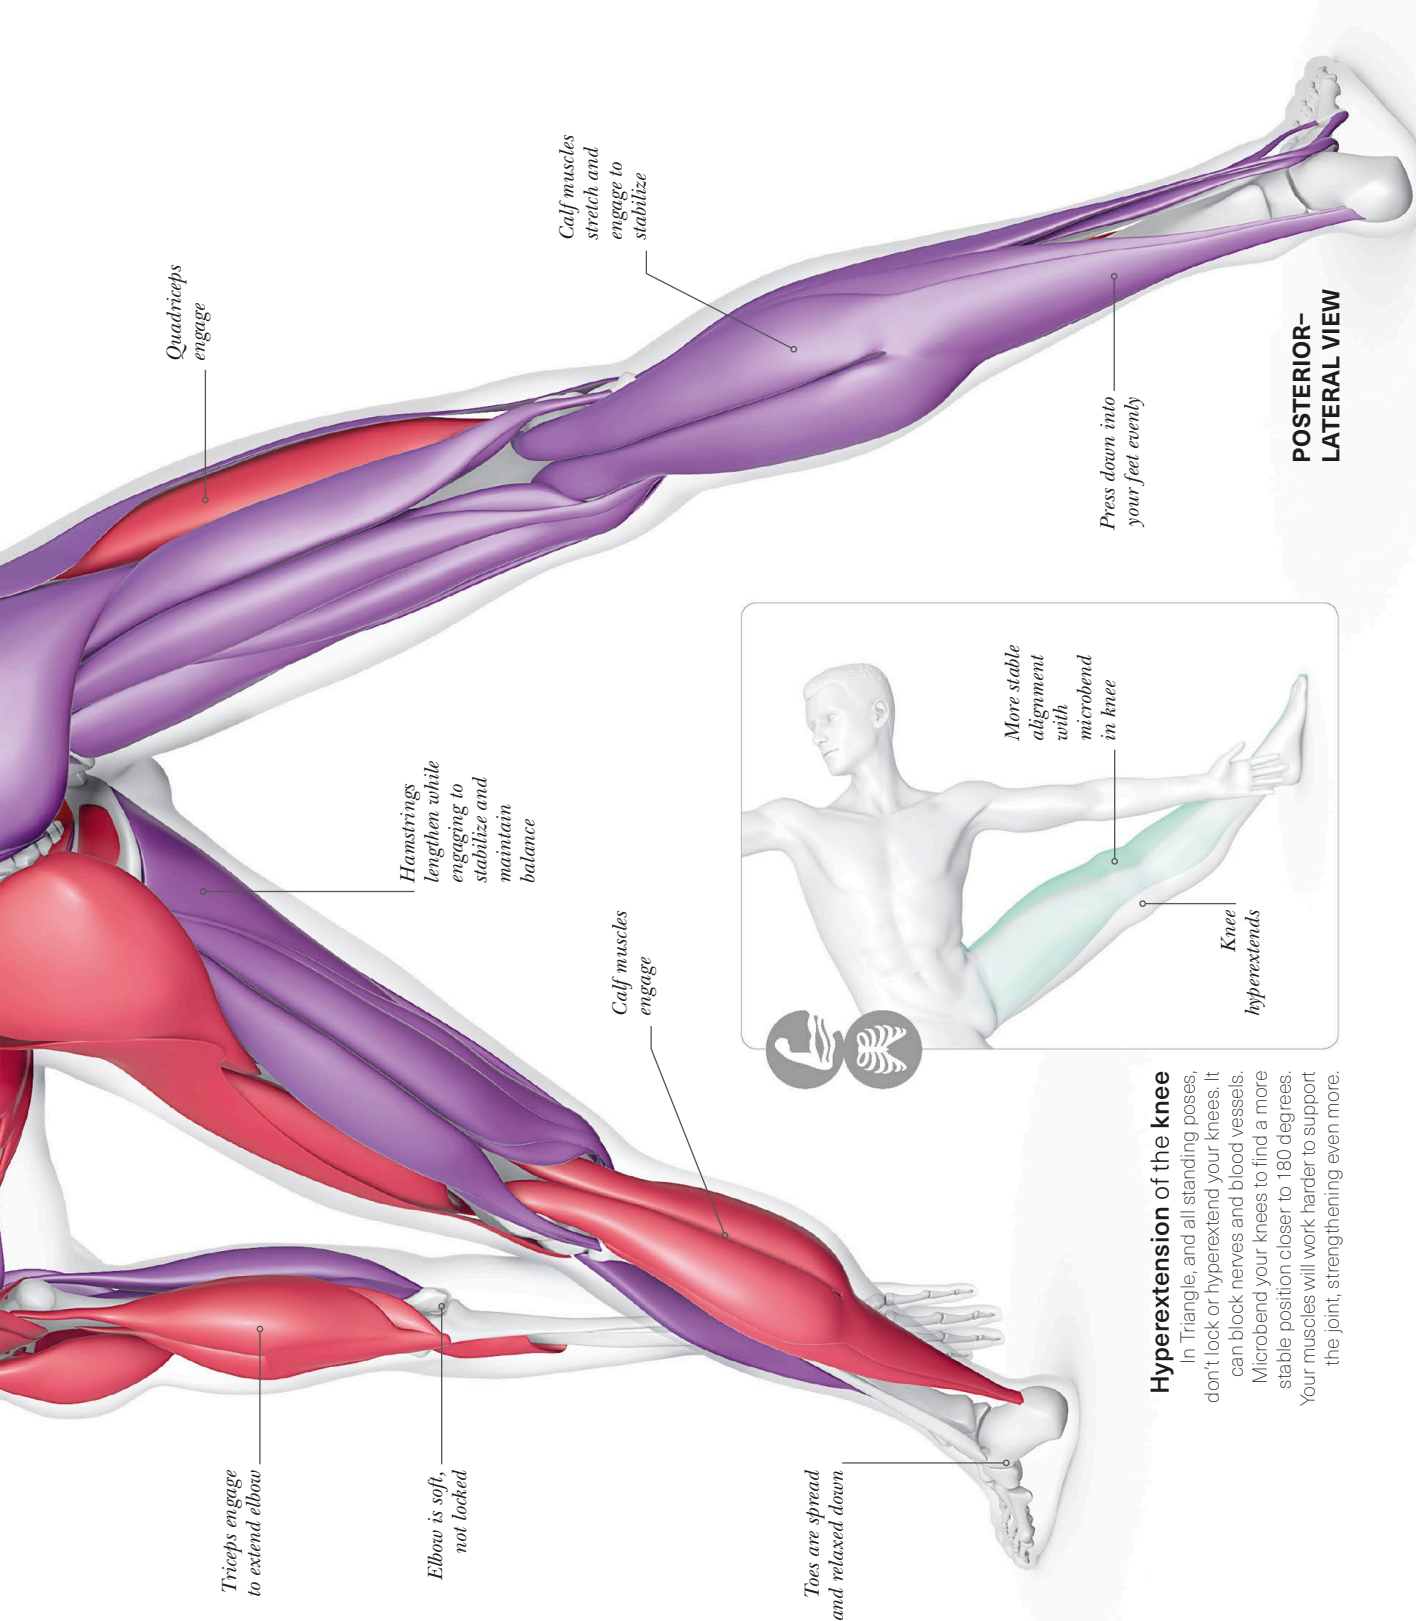 Quadriceps
engage
Calf muscles
stretch and
engage to
stabilize
Press down into
your feet evenly
POSTERIOR–
LATERAL VIEW
Hamstrings
lengthen while
engaging to
stabilize and
maintain
balance
Calf muscles
engage
More stable
alignment
with
microbend
in knee
Knee
hyperextends
Triceps engage
to extend elbow
Elbow is soft,
not locked
Toes are spread
and relaxed down
Hyperextension of the knee
In Triangle, and all standing poses,
don't lock or hyperextend your knees. It
can block nerves and blood vessels.
Microbend your knees to find a more
stable position closer to 180 degrees.
Your muscles will work harder to support
the joint, strengthening even more.